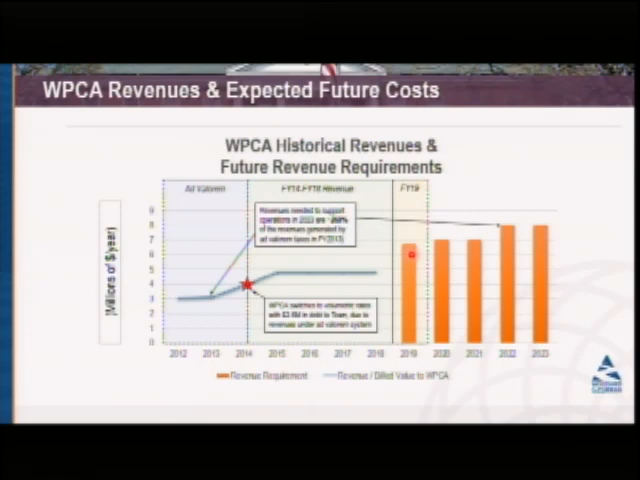 WPCA Revenues & Expected Future Costs
WPCA Historical Revenues &
Future Revenue Requirements
Ad Valorem
FY14-FY18 Revenue
FY19
(Millions of $/year)
9
8
7
6
5
4
3
2
1
0
Revenues needed to support
operations in 2023 are
of the revenues generated by
ad valorem taxes in FY(2013)
WPCA switches to volumetric rates
with in debt to Town, due to
revenues under ad valorem system
2012 2013 2014 2015 2016 2017 2018 2019 2020 2021 2022 2023
Revenue Requirement
Revenue / Billed Value to WPCA